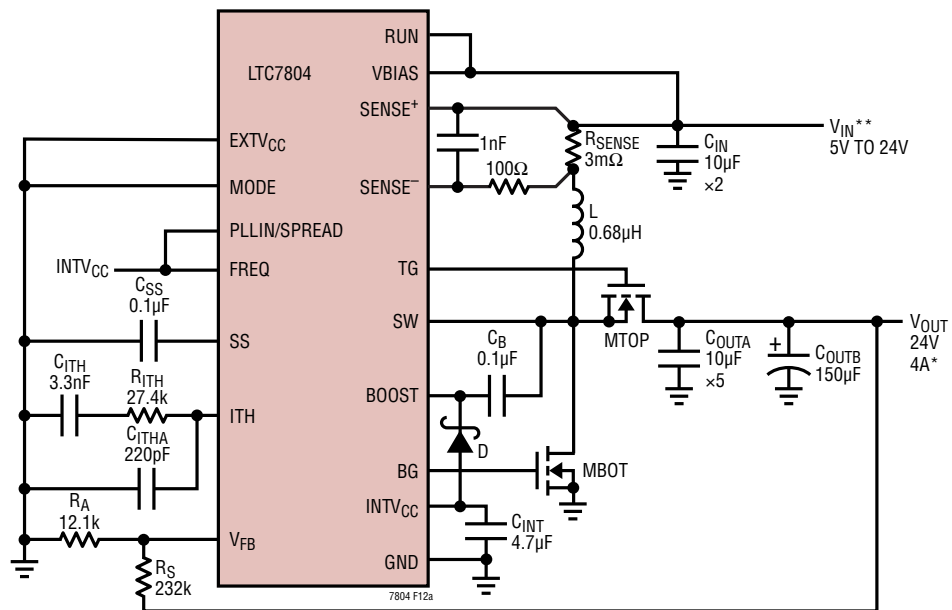 LTC7804
RUN
VBIAS
SENSE+
SENSE−
1nF
100Ω
RSENSE
3mΩ
CIN
10µF
×2
VIN**
5V TO 24V
L
0.68µH
EXTVCC
MODE
PLLIN/SPREAD
INTVCC
FREQ
CSS
0.1µF
SS
CITH
3.3nF
RITH
27.4k
ITH
CITHA
220pF
RA
12.1k
VFB
RS
232k
TG
SW
MTOP
CB
0.1µF
BOOST
D
BG
MBOT
INTVCC
CINT
4.7µF
GND
COUTA
10µF
×5
+
COUTB
150µF
VOUT
24V
4A*
7804 F12a